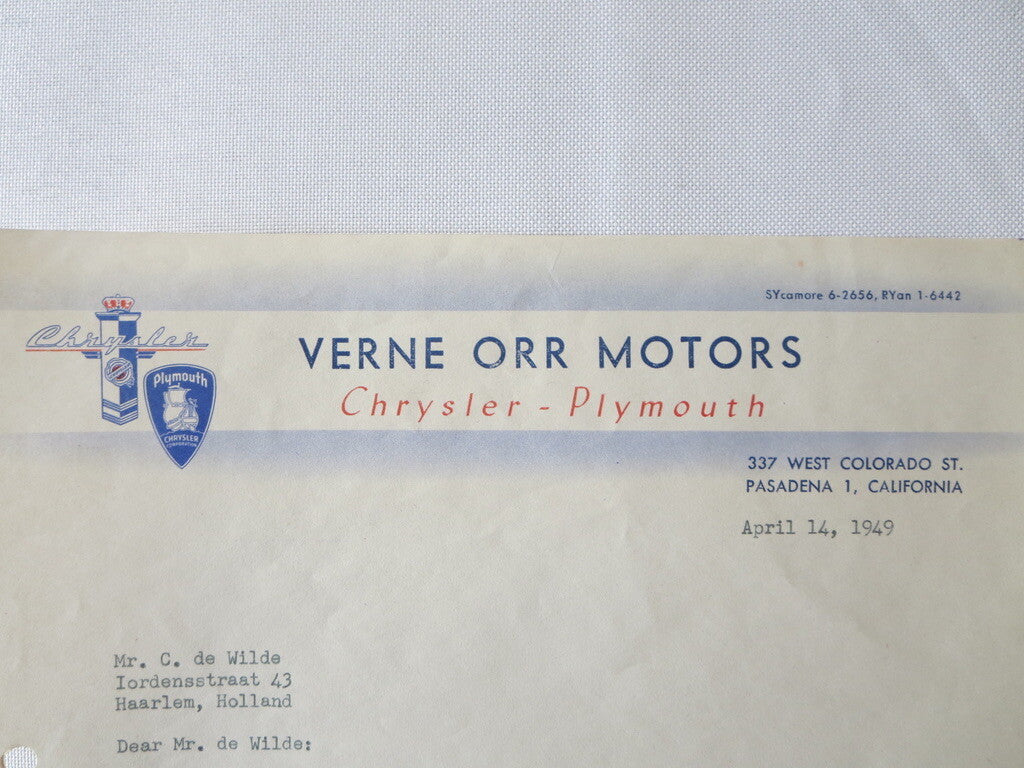 SYcamore 6-2656, RYan 1-6442
Chrysler
Plymouth
CHRYSLER
CORPORATION
VERNE ORR MOTORS
Chrysler - Plymouth
337 WEST COLORADO ST.
PASADENA 1, CALIFORNIA
April 14, 1949
Mr. C. de Wilde
Iordensstraat 43
Haarlem, Holland
Dear Mr. de Wilde: